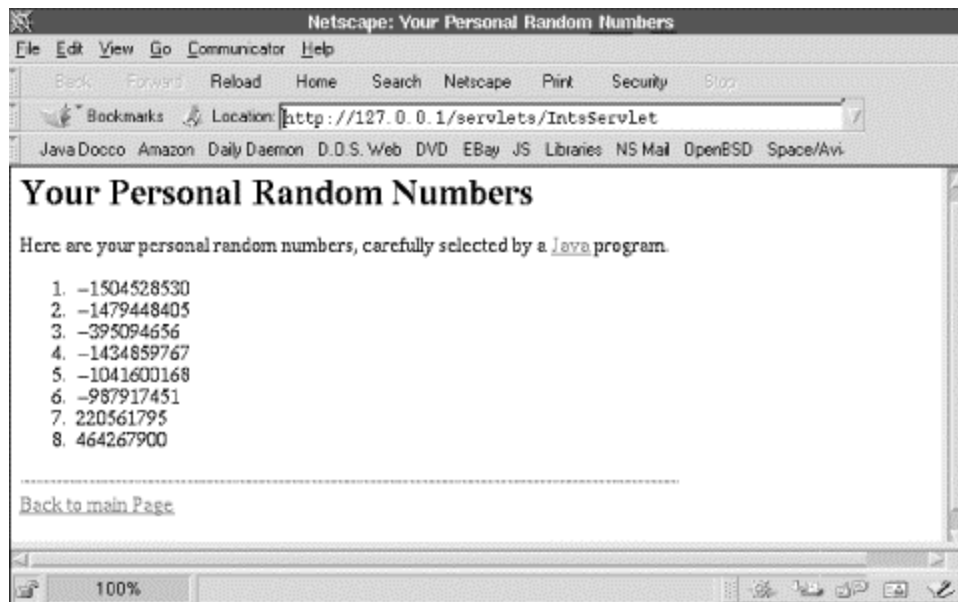 Netscape: Your Personal Random Numbers
File Edit View Go Communicator Help
Back Forward Reload Home Search Netscape Print Security Stop
Bookmarks Location: http://127.0.0.1/servlets/IntsServlet
Java Docco Amazon Daily Daemon D.O.S. Web DVD EBay JS Libraries NS Mail OpenBSD Space/Avi
Your Personal Random Numbers
Here are your personal random numbers, carefully selected by a Java program.
1. −1504528530
2. −1479448405
3. −395094656
4. −1434859767
5. −1041600168
6. −987917451
7. 220561795
8. 464267900
Back to main Page
100%